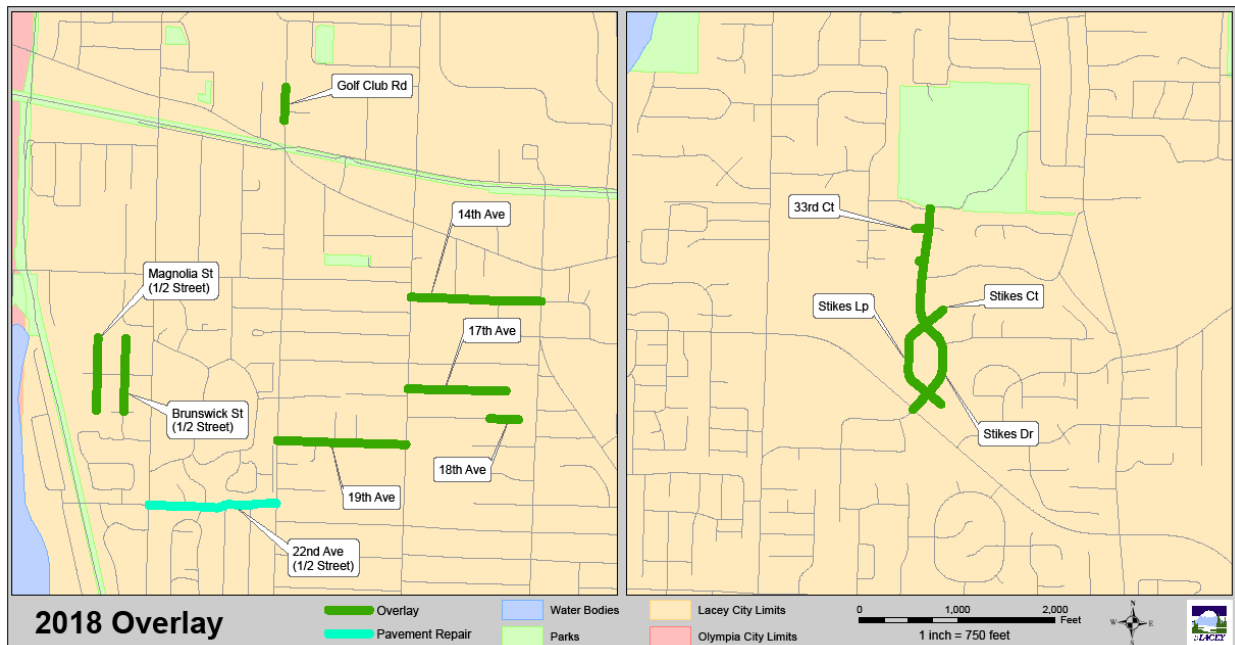 Golf Club Rd
14th Ave
Magnolia St
(1/2 Street)
17th Ave
Brunswick St
(1/2 Street)
18th Ave
19th Ave
22nd Ave
(1/2 Street)
33rd Ct
Stikes Ct
Stikes Lp
Stikes Dr
2018 Overlay
Overlay
Pavement Repair
Water Bodies
Parks
Lacey City Limits
Olympia City Limits
0 1,000 2,000
Feet
1 inch = 750 feet
N
W E
S
LACEY